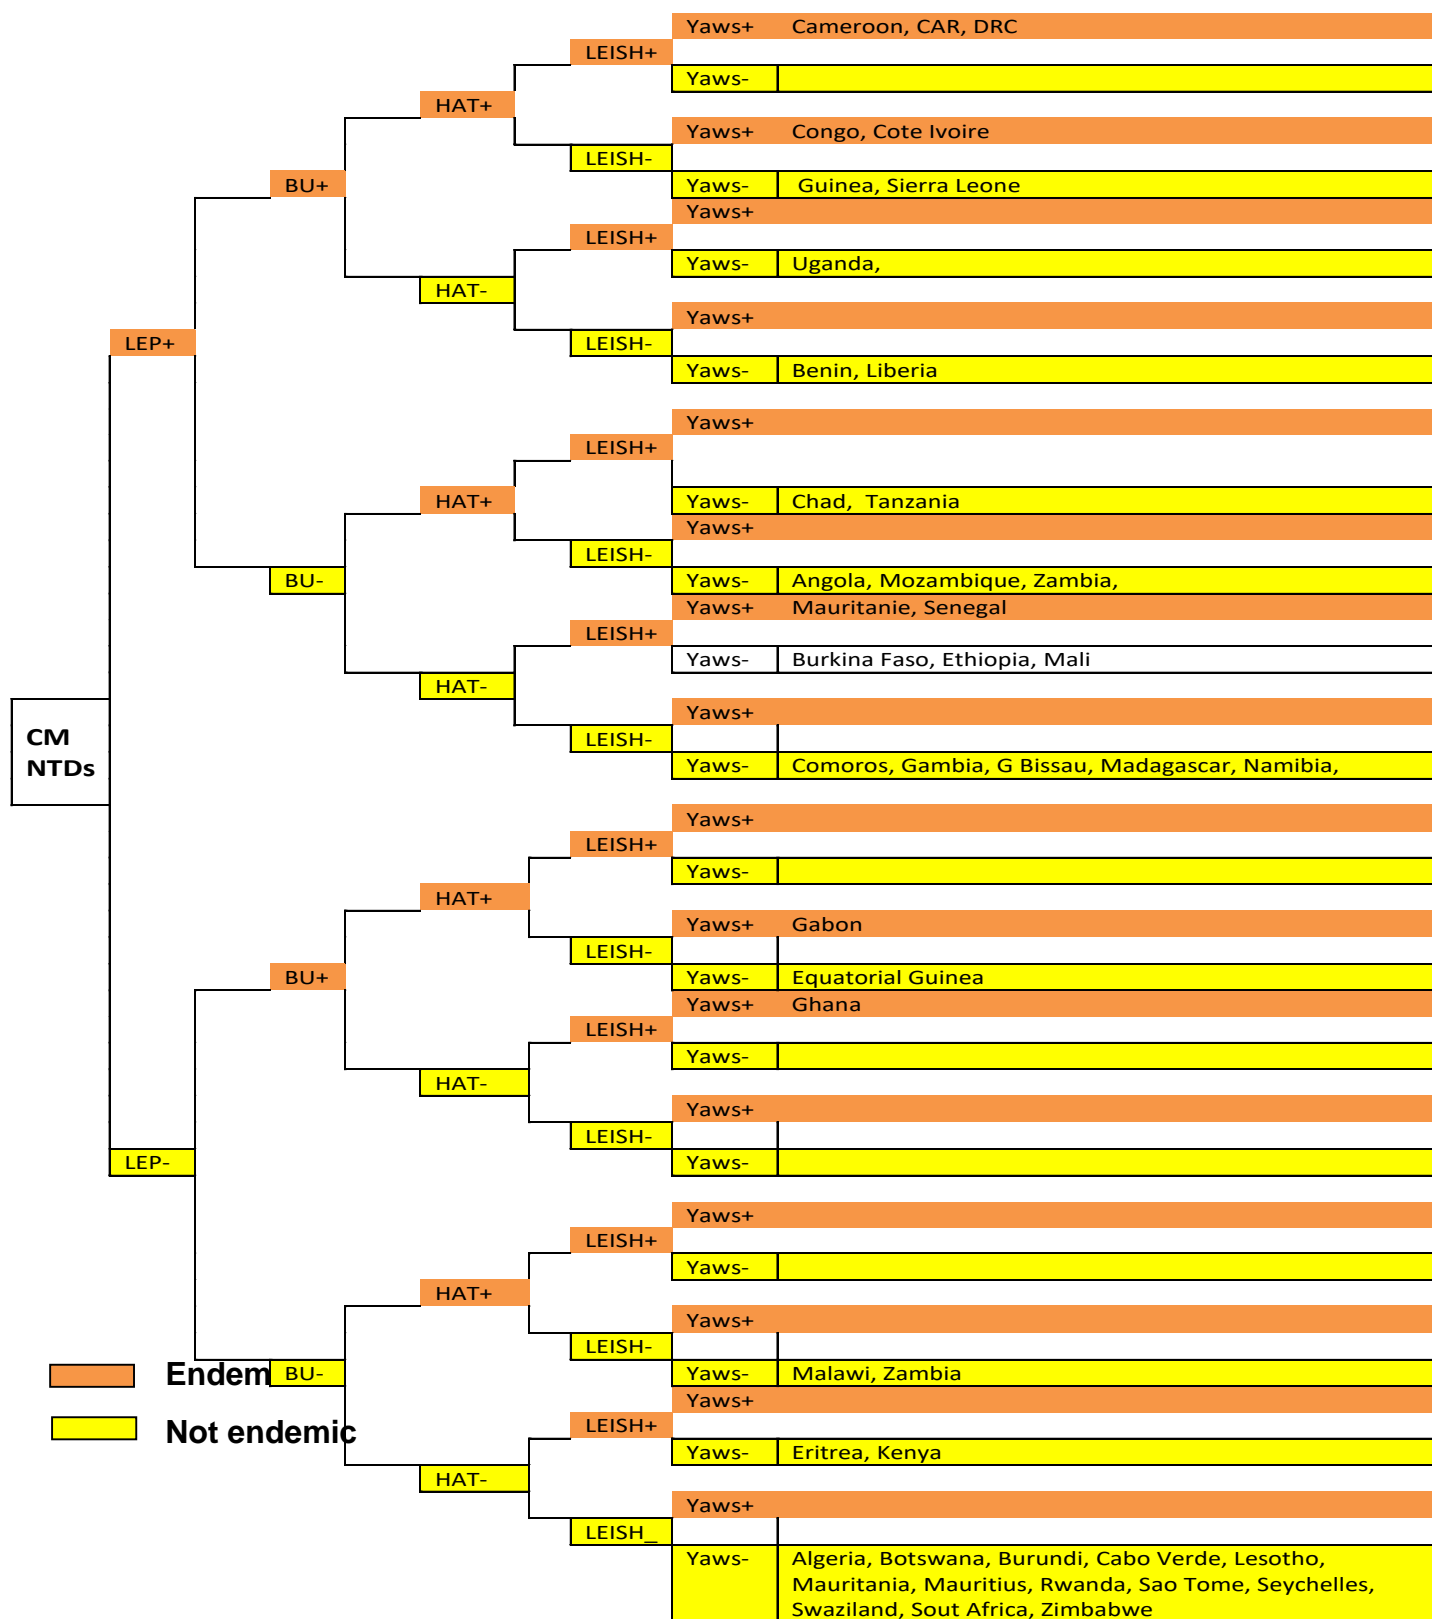 Yaws+ Cameroon, CAR, DRC
LEISH+
Yaws-
HAT+
Yaws+ Congo, Cote Ivoire
LEISH-
BU+
Yaws- Guinea, Sierra Leone
Yaws+
LEISH+
Yaws- Uganda,
HAT-
Yaws+
LEP+
LEISH-
Yaws- Benin, Liberia
Yaws+
LEISH+
HAT+
Yaws- Chad, Tanzania
Yaws+
LEISH-
BU-
Yaws- Angola, Mozambique, Zambia,
Yaws+ Mauritanie, Senegal
LEISH+
Yaws- Burkina Faso, Ethiopia, Mali
HAT-
Yaws+
CM
NTDs
LEISH-
Yaws- Comoros, Gambia, G Bissau, Madagascar, Namibia,
Yaws+
LEISH+
Yaws-
HAT+
Yaws+ Gabon
LEISH-
BU+
Yaws- Equatorial Guinea
Yaws+ Ghana
LEISH+
Yaws-
HAT-
Yaws+
LEISH-
LEP-
Yaws-
Yaws+
LEISH+
Yaws-
HAT+
Yaws+
LEISH-
Endem
BU-
Yaws- Malawi, Zambia
Yaws+
LEISH+
Not endemic
Yaws- Eritrea, Kenya
HAT-
Yaws+
LEISH_
Yaws- Algeria, Botswana, Burundi, Cabo Verde, Lesotho,
Mauritania, Mauritius, Rwanda, Sao Tome, Seychelles,
Swaziland, Sout Africa, Zimbabwe